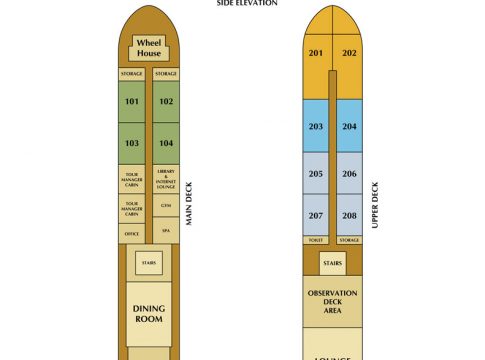 SIDE ELEVATION
Wheel
House
STORAGE
STORAGE
101
102
103
104
TOUR
MANAGER
CABIN
LIBRARY
&
INTERNET
LOUNGE
TOUR
MANAGER
CABIN
GYM
OFFICE
SPA
STAIRS
DINING
ROOM
MAIN DECK
201
202
203
204
205
206
207
208
TOILET
STORAGE
STAIRS
OBSERVATION
DECK
AREA
LOUNGE
UPPER DECK